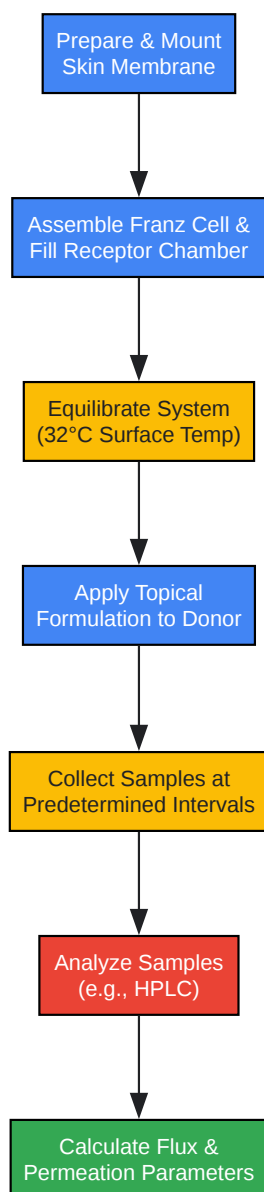 Prepare & Mount
Skin Membrane
Assemble Franz Cell &
Fill Receptor Chamber
Equilibrate System
(32°C Surface Temp)
Apply Topical
Formulation to Donor
Collect Samples at
Predetermined Intervals
Analyze Samples
(e.g., HPLC)
Calculate Flux &
Permeation Parameters